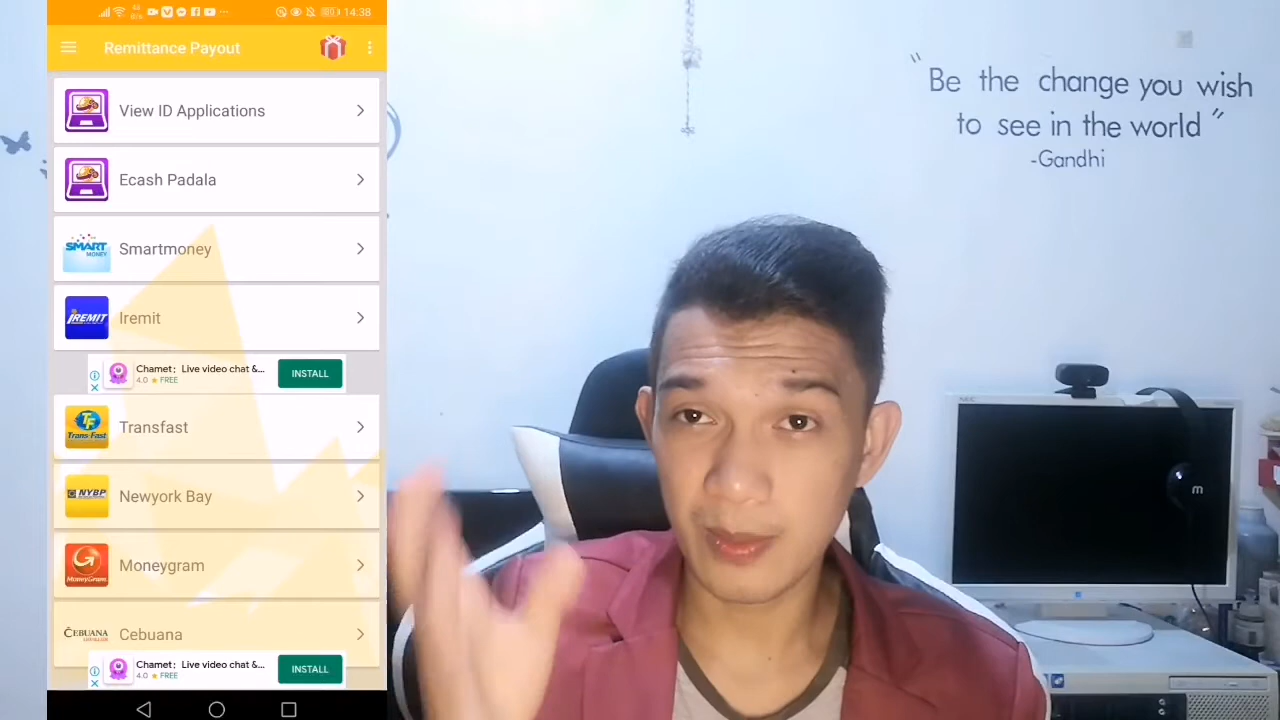 14:38
Remittance Payout
View ID Applications
Ecash Padala
SMART
MONEY
Smartmoney
IREMIT
Iremit
Chamet: Live video chat &...
4.0 ★ FREE
INSTALL
TF
Trans-Fast
Transfast
NYBP
Newyork Bay
MoneyGram
Moneygram
CEBUANA
Cebuana
Chamet: Live video chat &...
4.0 ★ FREE
INSTALL
"Be the change you wish
to see in the world"
-Gandhi
NEC
m